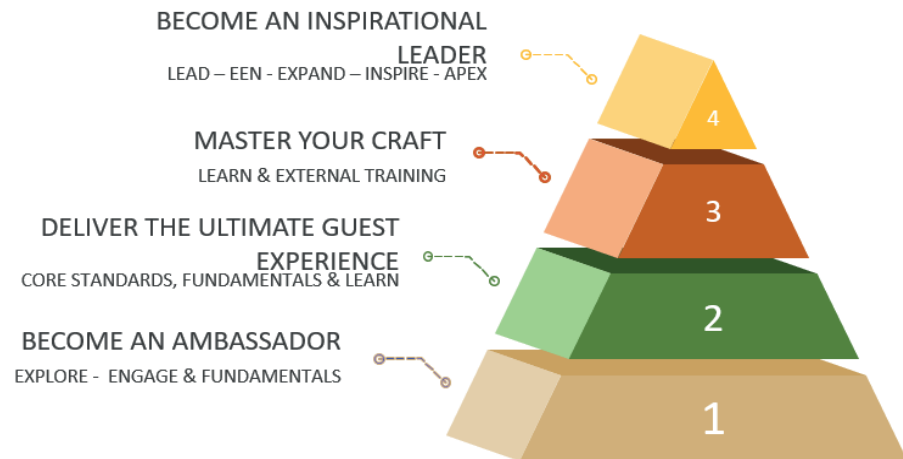 BECOME AN INSPIRATIONAL
LEADER
LEAD – EEN - EXPAND – INSPIRE - APEX
4
MASTER YOUR CRAFT
LEARN & EXTERNAL TRAINING
3
DELIVER THE ULTIMATE GUEST
EXPERIENCE
CORE STANDARDS, FUNDAMENTALS & LEARN
2
BECOME AN AMBASSADOR
EXPLORE - ENGAGE & FUNDAMENTALS
1